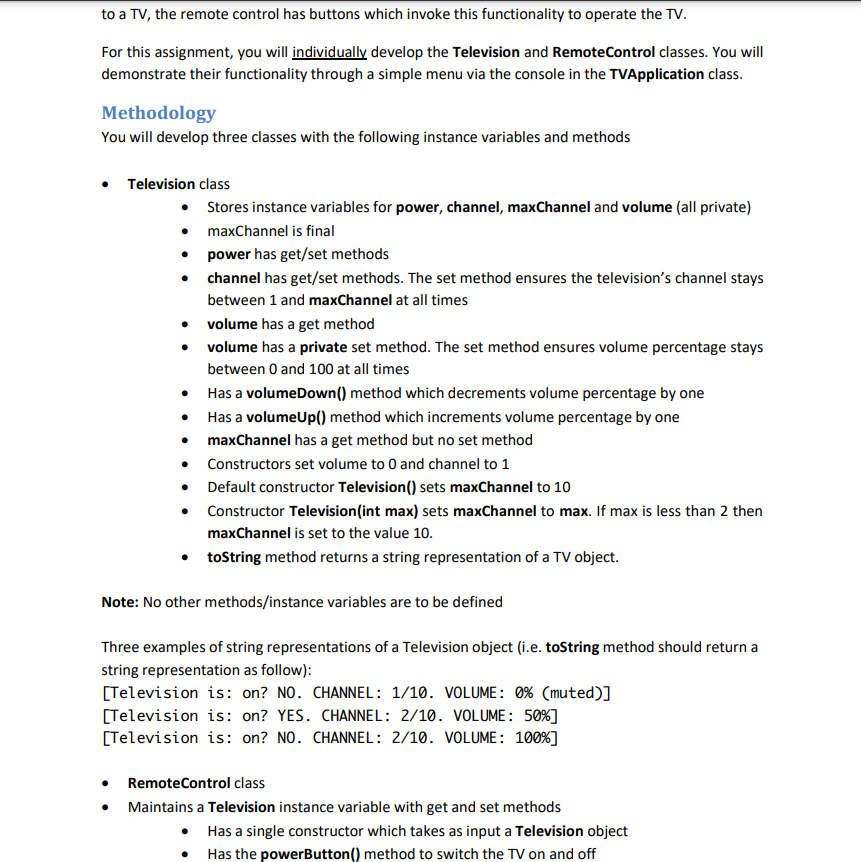 to a TV, the remote control has buttons which invoke this functionality to operate the TV.
For this assignment, you will individually develop the Television and RemoteControl classes. You will
demonstrate their functionality through a simple menu via the console in the TVApplication class.
Methodology
You will develop three classes with the following instance variables and methods
• Television class
• Stores instance variables for power, channel, maxChannel and volume (all private)
• maxChannel is final
• power has get/set methods
• channel has get/set methods. The set method ensures the television's channel stays
between 1 and maxChannel at all times
• volume has a get method
• volume has a private set method. The set method ensures volume percentage stays
between 0 and 100 at all times
• Has a volumeDown() method which decrements volume percentage by one
• Has a volumeUp() method which increments volume percentage by one
• maxChannel has a get method but no set method
• Constructors set volume to 0 and channel to 1
• Default constructor Television() sets maxChannel to 10
• Constructor Television(int max) sets maxChannel to max. If max is less than 2 then
maxChannel is set to the value 10.
• toString method returns a string representation of a TV object.
Note: No other methods/instance variables are to be defined
Three examples of string representations of a Television object (i.e. toString method should return a
string representation as follow):
[Television is: on? NO. CHANNEL: 1/10. VOLUME: 0% (muted)]
[Television is: on? YES. CHANNEL: 2/10. VOLUME: 50%]
[Television is: on? NO. CHANNEL: 2/10. VOLUME: 100%]
• RemoteControl class
• Maintains a Television instance variable with get and set methods
• Has a single constructor which takes as input a Television object
• Has the powerButton() method to switch the TV on and off